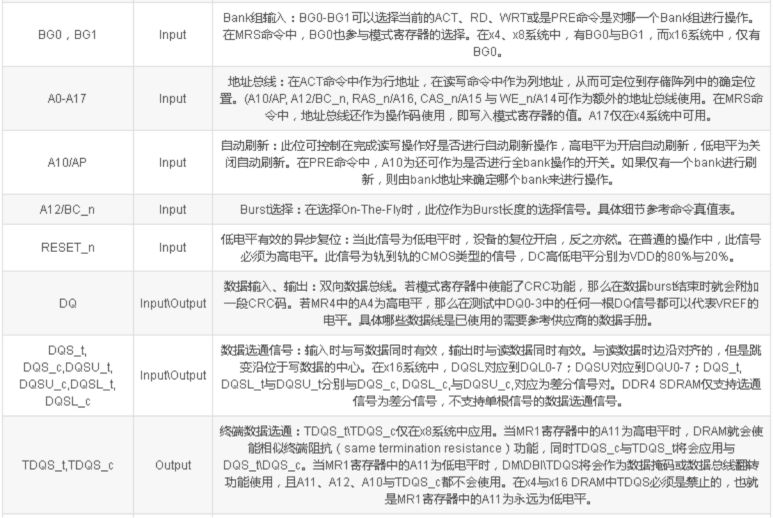 BG0，BG1
Input
Bank组输入：BG0-BG1可以选择当前的ACT、RD、WRT或是PRE命令是对哪一个Bank组进行操作。
在MRS命令中，BG0也参与模式寄存器的选择。在x4、x8系统中，有BG0与BG1，而x16系统中，仅有
BG0。
A0-A17
Input
地址总线：在ACT命令中作为行地址，在读写命令中作为列地址，从而可定位到存储阵列中的确定位
置。(A10/AP, A12/BC_n, RAS_n/A16, CAS_n/A15 与 WE_n/A14可作为额外的地址总线使用。在MRS命
令中，地址总线还作为操作码使用，即写入模式寄存器的值。A17仅在x4系统中可用。
A10/AP
Input
自动刷新：此位可控制在完成读写操作好是否进行自动刷新操作，高电平为开启自动刷新，低电平为关
闭自动刷新。在PRE命令中，A10为还可作为是否进行全bank操作的开关。如果仅有一个bank进行刷
新，则由bank地址来确定哪个bank来进行操作。
A12/BC_n
Input
Burst选择：在选择On-The-Fly时，此位作为Burst长度的选择信号。具体细节参考命令真值表。
RESET_n
Input
低电平有效的异步复位：当此信号为低电平时，设备的复位开启，反之亦然。在普通的操作中，此信号
必须为高电平。此信号为轨到轨的CMOS类型的信号，DC高低电平分别为VDD的80%与20%。
DQ
Input\Output
数据输入、输出：双向数据总线。若模式寄存器中使能了CRC功能，那么在数据burst结束时就会附加
一段CRC码。若MR4中的A4为高电平，那么在测试中DQ0-3中的任何一根DQ信号都可以代表VREF的
电平。具体哪些数据线是已使用的需要参考供应商的数据手册。
DQS_t,
DQS_c,DQSU_t,
DQSU_c,DQSL_t,
DQSL_c
Input\Output
数据选通信号：输入时与写数据同时有效，输出时与读数据同时有效。与读数据时边沿对齐的，但是跳
变沿位于写数据的中心。在x16系统中，DQSL对应到DQL0-7；DQSU对应到DQU0-7；DQS_t,
DQSL_t与DQSU_t分别与DQS_c, DQSL_c,与DQSU_c,对应为差分信号对。DDR4 SDRAM仅支持选通
信号为差分信号，不支持单根信号的数据选通信号。
TDQS_t,TDQS_c
Output
终端数据选通：TDQS_t\TDQS_c仅在x8系统中应用。当MR1寄存器中的A11为高电平时，DRAM就会使
能相似终端阻抗（same termination resistance）功能，同时TDQS_c与TDQS_t将会应用与
DQS_t\DQS_c。当MR1寄存器中的A11为低电平时，DM\DBI\TDQS将会作为数据掩码或数据总线翻转
功能使用，且A11、A12、A10与TDQS_c都不会使用。在x4与x16 DRAM中TDQS必须是禁止的，也就
就是MR1寄存器中的A11为永远为低电平。